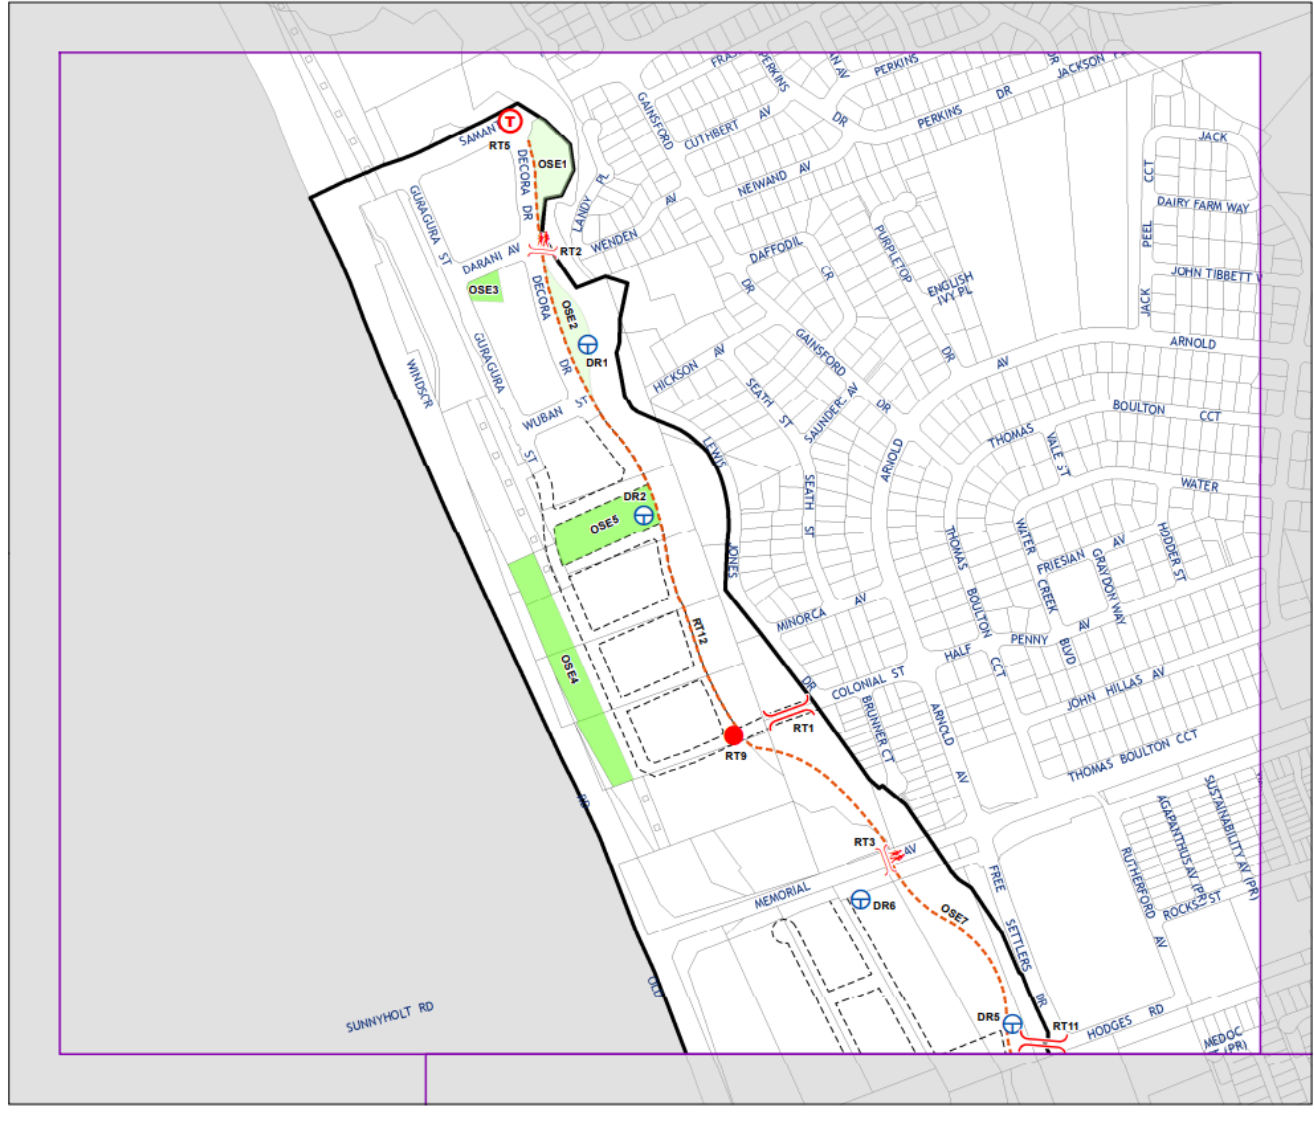 PERKINS
AV
PERKINS
DR
JACKSON
GAINSFORD
CUTHBERT AV
DR
PERKINS
DR
T
SAMAN
RT5
DECORA DR
OSE1
LANDY PL
NEIWAND AV
JACK
CCT
DAIRY FARM WAY
PEEL
JOHN TIBBETT
JACK
GURAGURA ST
DARANI AV
RT2
WENDEN
AV
DAFFODIL
CR
DR
PURPLETOP
DR
ENGLISH
IVY PL
OSE3
DECORA
DR
OSE2
DR1
GURAGURA
ST
WINDSOR
RD
HICKSON AV
GAINSFORD
DR
SEATH ST
SAUNDERS AV
AV
ARNOLD
ARNOLD
BOULTON CCT
WUBAN ST
LEWIS
JONES
DR
SEATH ST
THOMAS
VALE ST
WATER
DR2
OSE5
THOMAS
BOULTON
CCT
WATER
CREEK
BLVD
FRIESIAN AV
GRAYDON WAY
HODDER ST
MINORCA AV
HALF
PENNY
AV
RT12
OSE4
COLONIAL ST
JOHN HILLAS AV
BRUNNER CT
ARNOLD
AV
RT1
RT9
THOMAS BOULTON CCT
RT3
AV
MEMORIAL
DR6
OSE7
FREE
SETTLERS
DR
RUTHERFORD
AV
AGAPANTHUS AV (PR)
SUSTAINABILITY AV (PR)
ROCKS ST
OLD
SUNNYHOLT RD
DR5
RT11
HODGES RD
MEDOC
(PR)